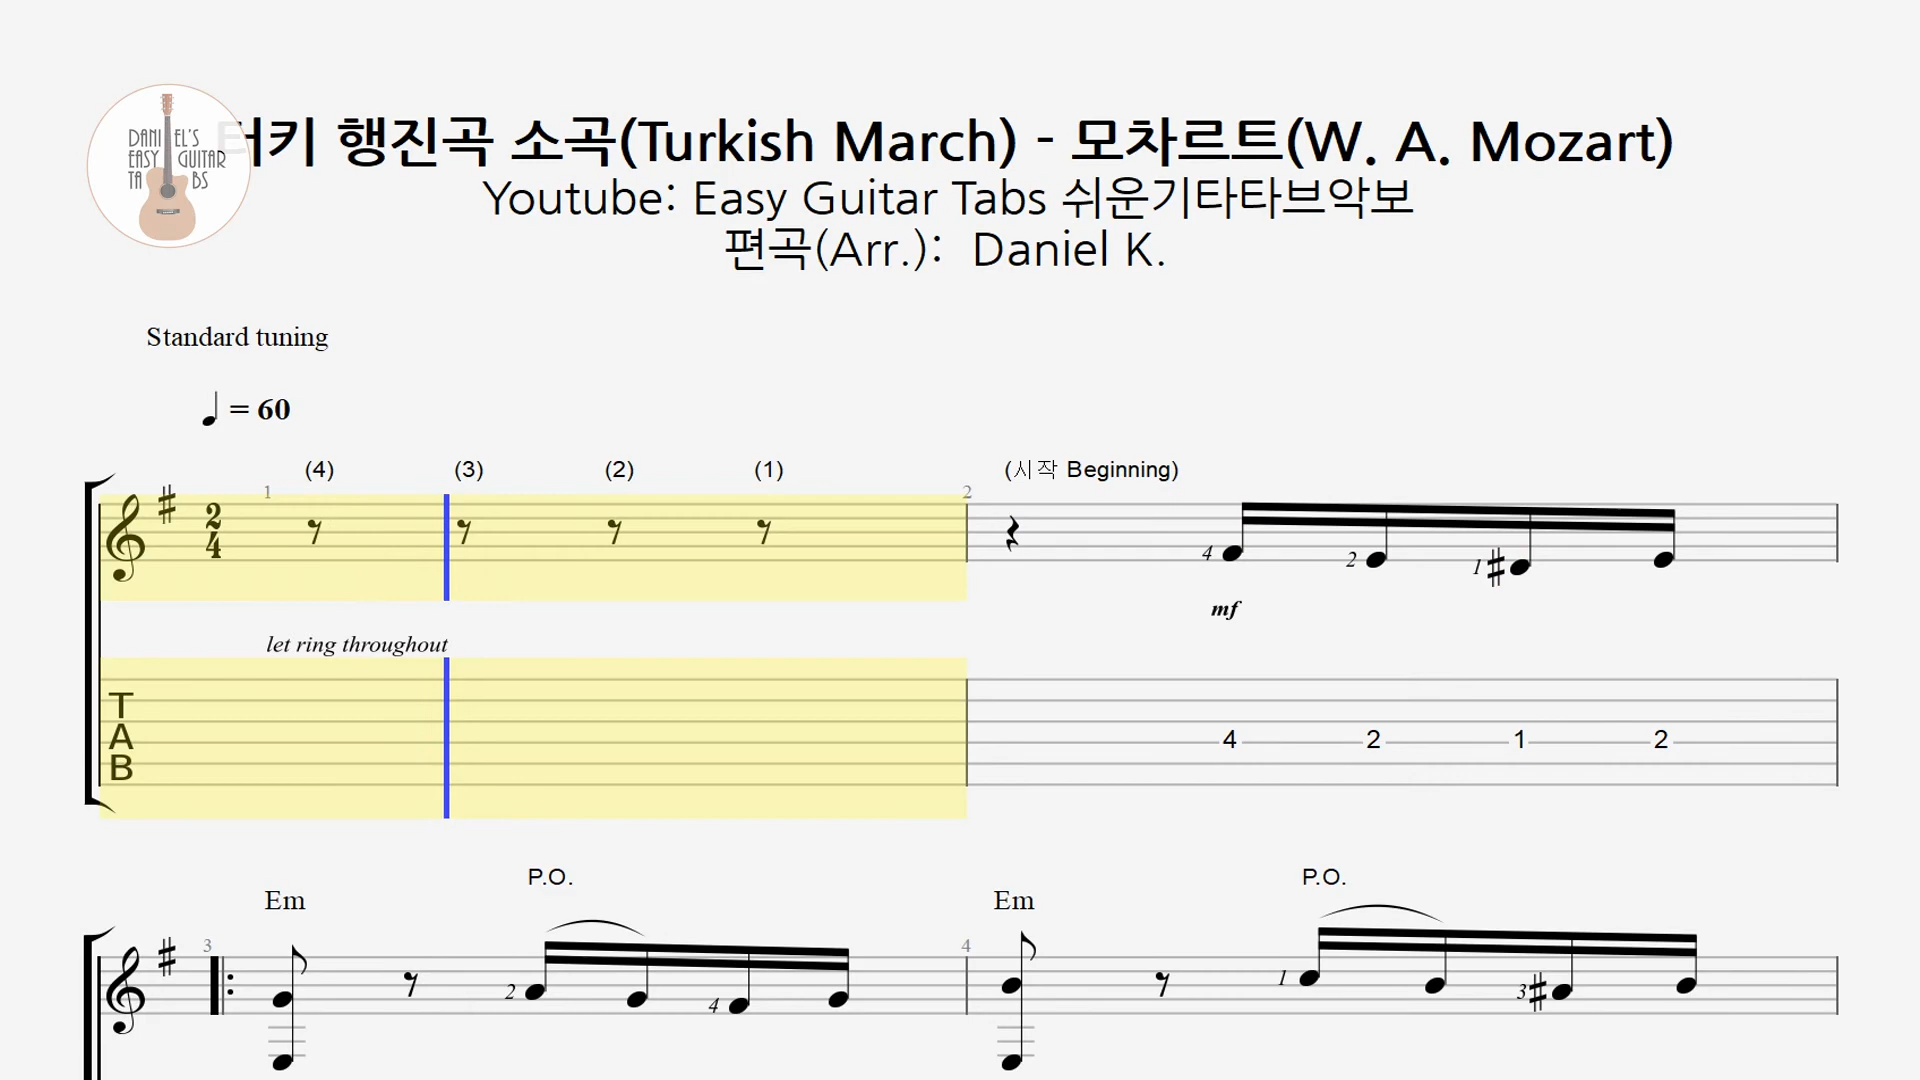 DANIEL'S
EASY GUITAR
TABS
터키 행진곡 소곡(Turkish March) - 모차르트(W. A. Mozart)
Youtube: Easy Guitar Tabs 쉬운기타타브악보
편곡(Arr.): Daniel K.
Standard tuning
= 60
(4) (3) (2) (1) (시작 Beginning)
1 2
2
4
4 2 1
mf
let ring throughout
T
A
B
4 2 1 2
P.O. P.O.
Em Em
3 4
2 4 1 3